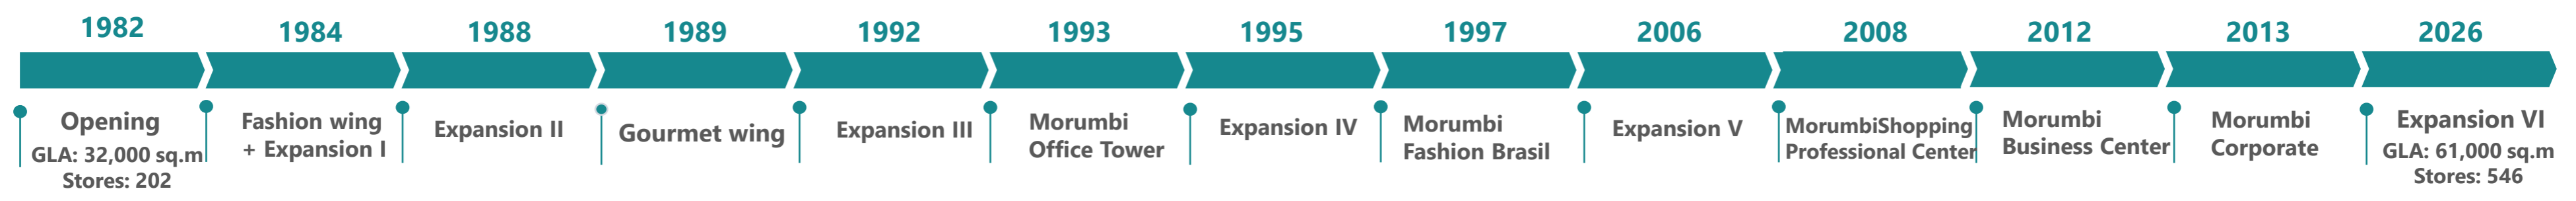 1982
Opening
GLA: 32,000 sq.m
Stores: 202
1984
Fashion wing
+ Expansion I
1988
Expansion II
1989
Gourmet wing
1992
Expansion III
1993
Morumbi
Office Tower
1995
Expansion IV
1997
Morumbi
Fashion Brasil
2006
Expansion V
2008
MorumbiShopping
Professional Center
2012
Morumbi
Business Center
2013
Morumbi
Corporate
2026
Expansion VI
GLA: 61,000 sq.m
Stores: 546